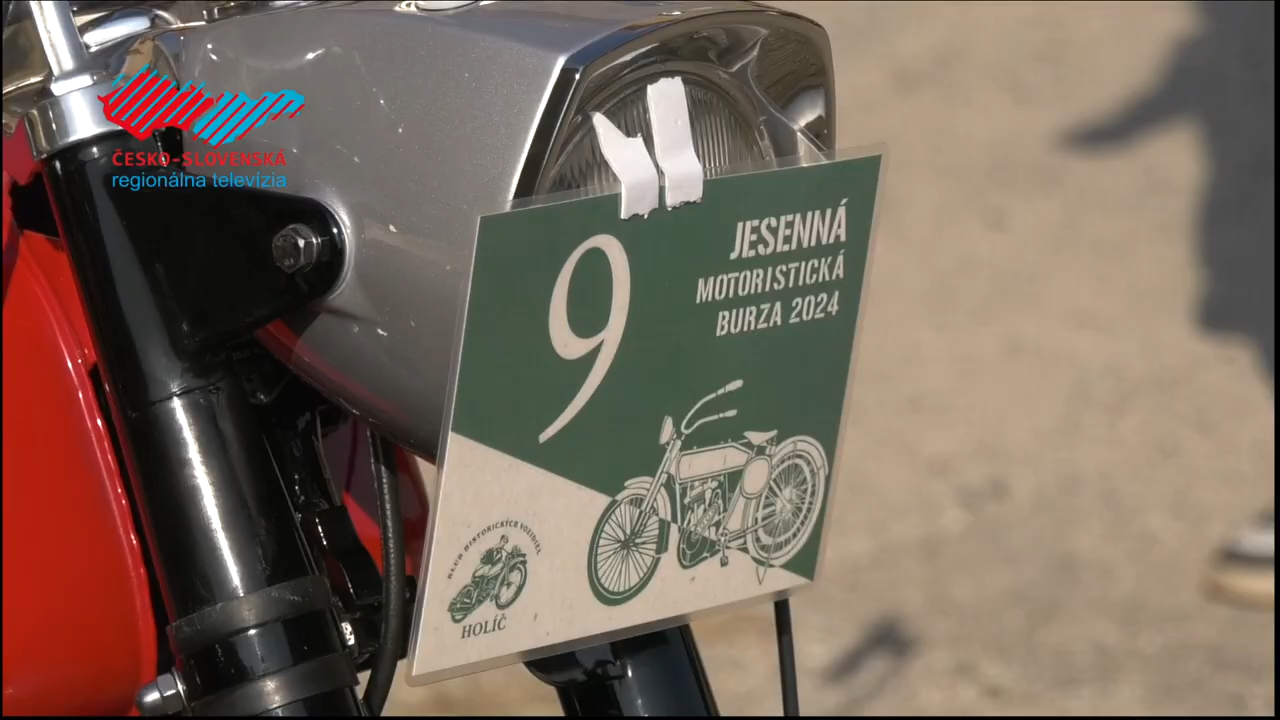 ČESKO-SLOVENSKÁ
regionálna televízia
9
JESENNÁ
MOTORISTICKÁ
BURZA 2024
KLUB HISTORICKÝCH VOZIDIEL
HOLÍČ